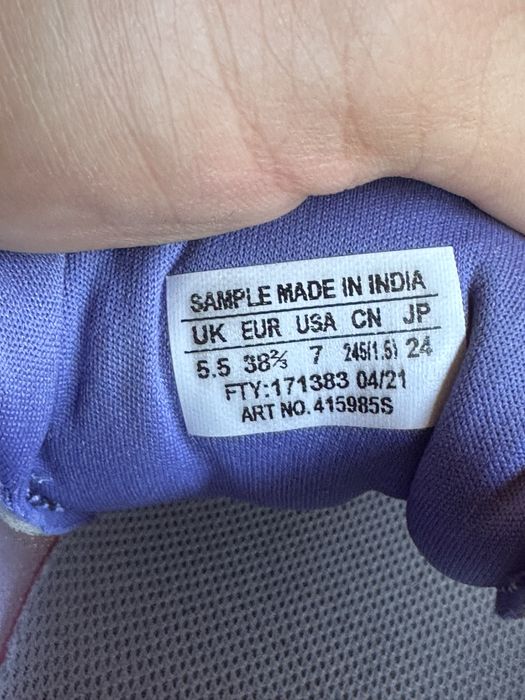 SAMPLE MADE IN INDIA
UK EUR USA CN JP
5.5 38⅔ 7 245(1.5) 24
FTY:171383 04/21
ART NO. 415985S